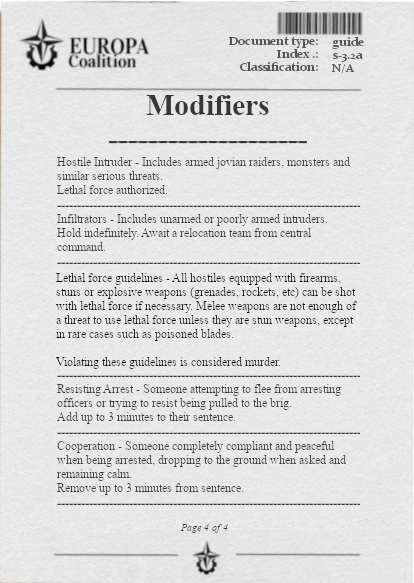 EUROPA
Coalition
Document type: guide
Index .: s-3.2a
Classification: N/A
Modifiers
--------------------
Hostile Intruder - Includes armed jovian raiders, monsters and
similar serious threats.
Lethal force authorized.
Infiltrators - Includes unarmed or poorly armed intruders.
Hold indefinitely. Await a relocation team from central
command.
Lethal force guidelines - All hostiles equipped with firearms,
stuns or explosive weapons (grenades, rockets, etc) can be shot
with lethal force if necessary. Melee weapons are not enough of
a threat to use lethal force unless they are stun weapons, except
in rare cases such as poisoned blades.
Violating these guidelines is considered murder.
Resisting Arrest - Someone attempting to flee from arresting
officers or trying to resist being pulled to the brig.
Add up to 3 minutes to their sentence.
Cooperation - Someone completely compliant and peaceful
when being arrested, dropping to the ground when asked and
remaining calm.
Remove up to 3 minutes from sentence.
Page 4 of 4